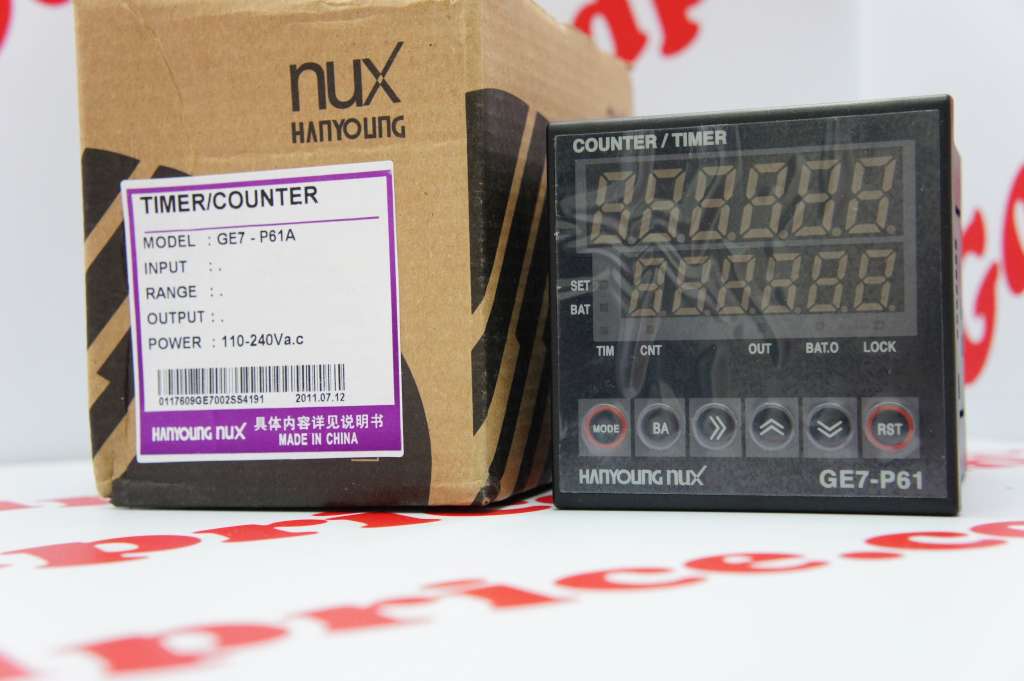 nux
HANYOUNG
TIMER/COUNTER
MODEL : GE7 - P61A
INPUT : .
RANGE : .
OUTPUT : .
POWER : 110-240Va.c
0117609GE7002SS4191 2011.07.12
HANYOUNG NUX 具体内容详见说明书
MADE IN CHINA
COUNTER / TIMER
SET
BAT
TIM CNT OUT BAT.O LOCK
MODE BA RST
HANYOUNG NUX GE7-P61
price.c
price